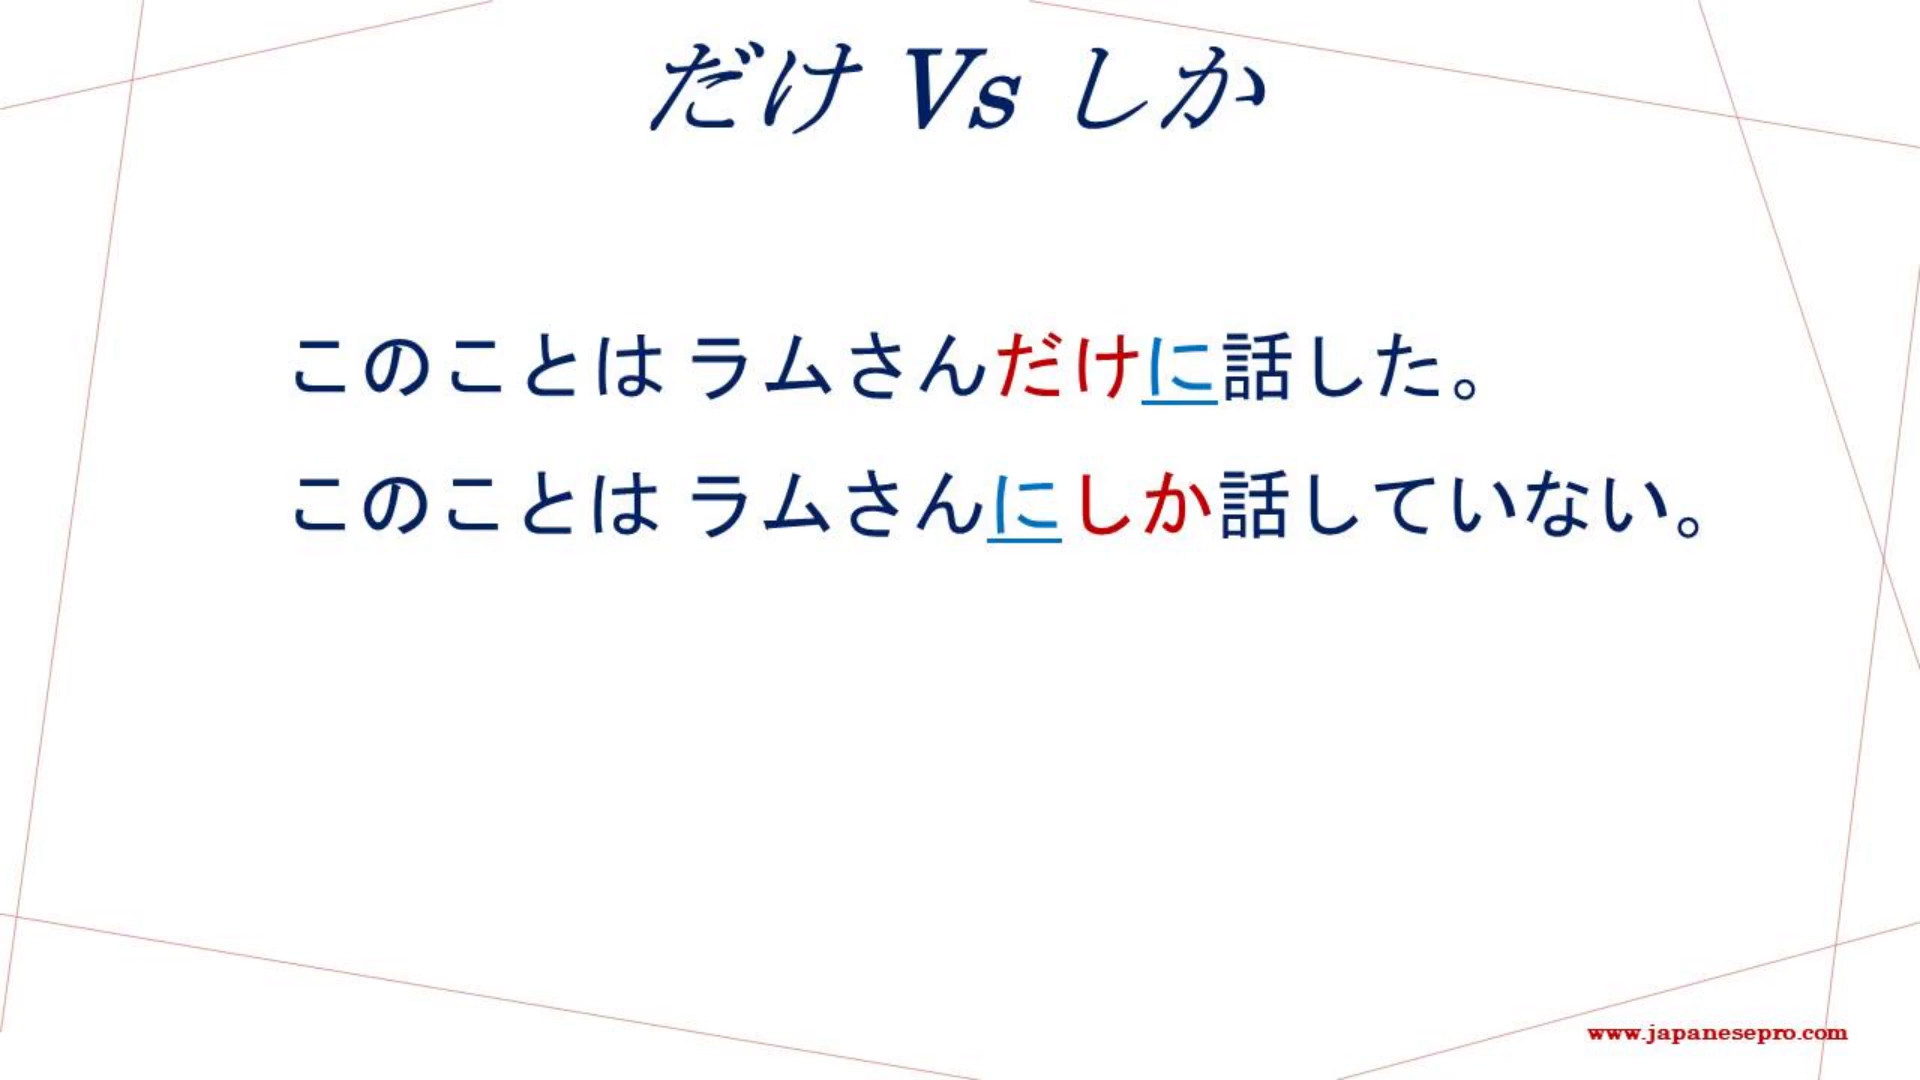 だけ Vs しか
このことは ラムさんだけに話した。
このことは ラムさんにしか話していない。
www.japanesepro.com